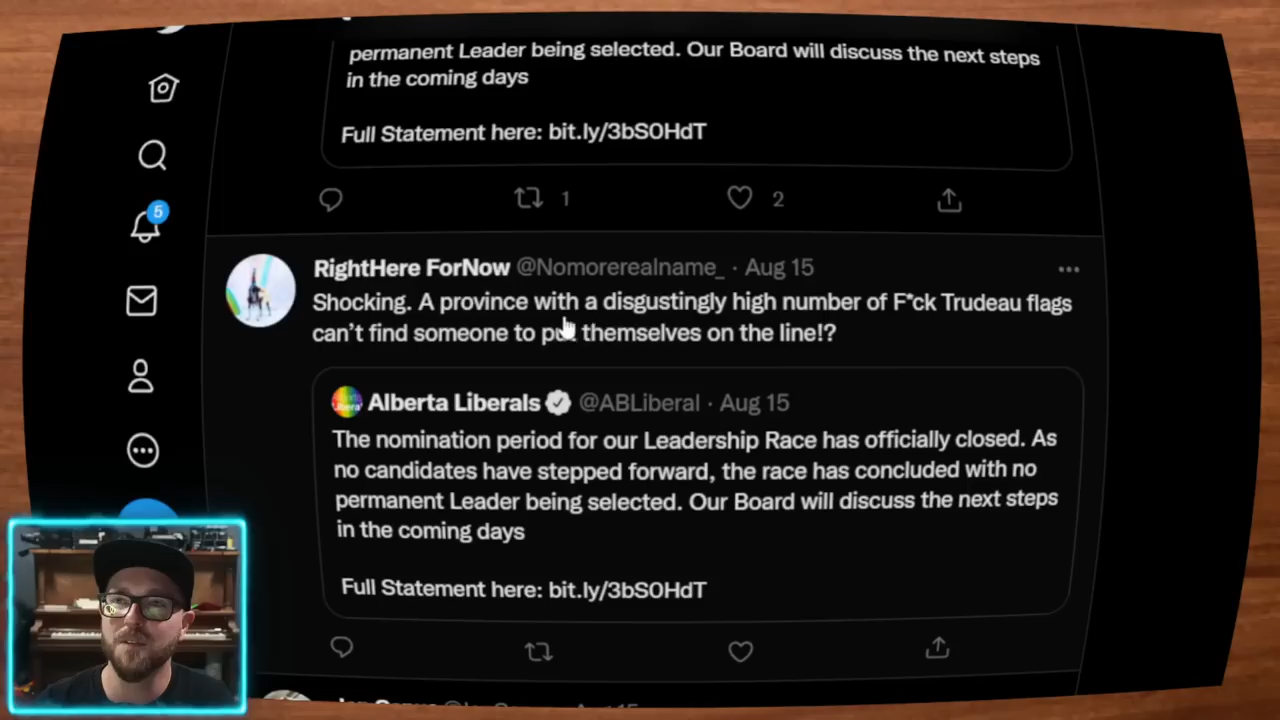 permanent Leader being selected. Our Board will discuss the next steps
in the coming days
Full Statement here: bit.ly/3bS0HdT
1
2
5
RightHere ForNow @Nomorerealname_ · Aug 15
Shocking. A province with a disgustingly high number of F*ck Trudeau flags
can't find someone to put themselves on the line!?
Alberta Liberals @ABLiberal · Aug 15
The nomination period for our Leadership Race has officially closed. As
no candidates have stepped forward, the race has concluded with no
permanent Leader being selected. Our Board will discuss the next steps
in the coming days
Full Statement here: bit.ly/3bS0HdT